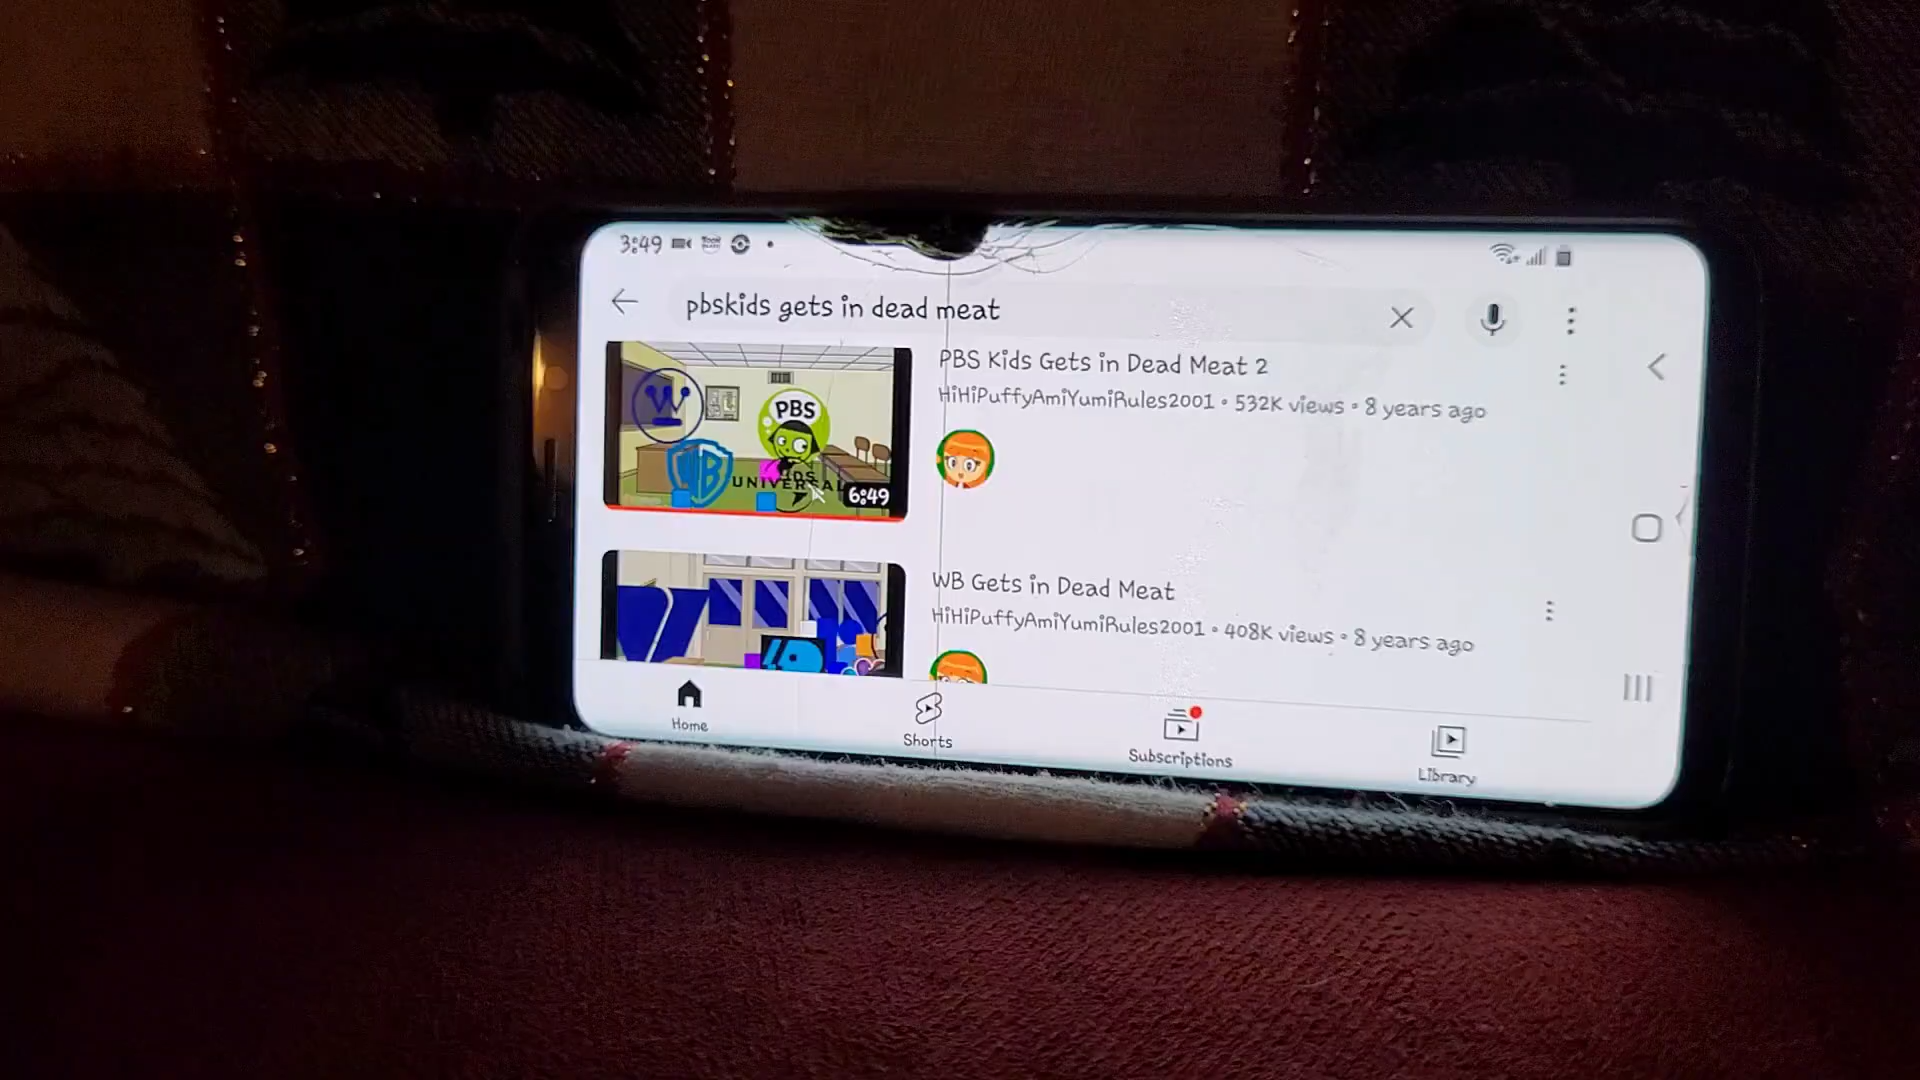 3:49
pbskids gets in dead meat
PBS Kids Gets in Dead Meat 2
HiHiPuffyAmiYumiRules2001 • 532K views • 8 years ago
W
PBS
KIDS
WB
UNIVERSAL
6:49
WB Gets in Dead Meat
HiHiPuffyAmiYumiRules2001 • 408K views • 8 years ago
Home
Shorts
Subscriptions
Library